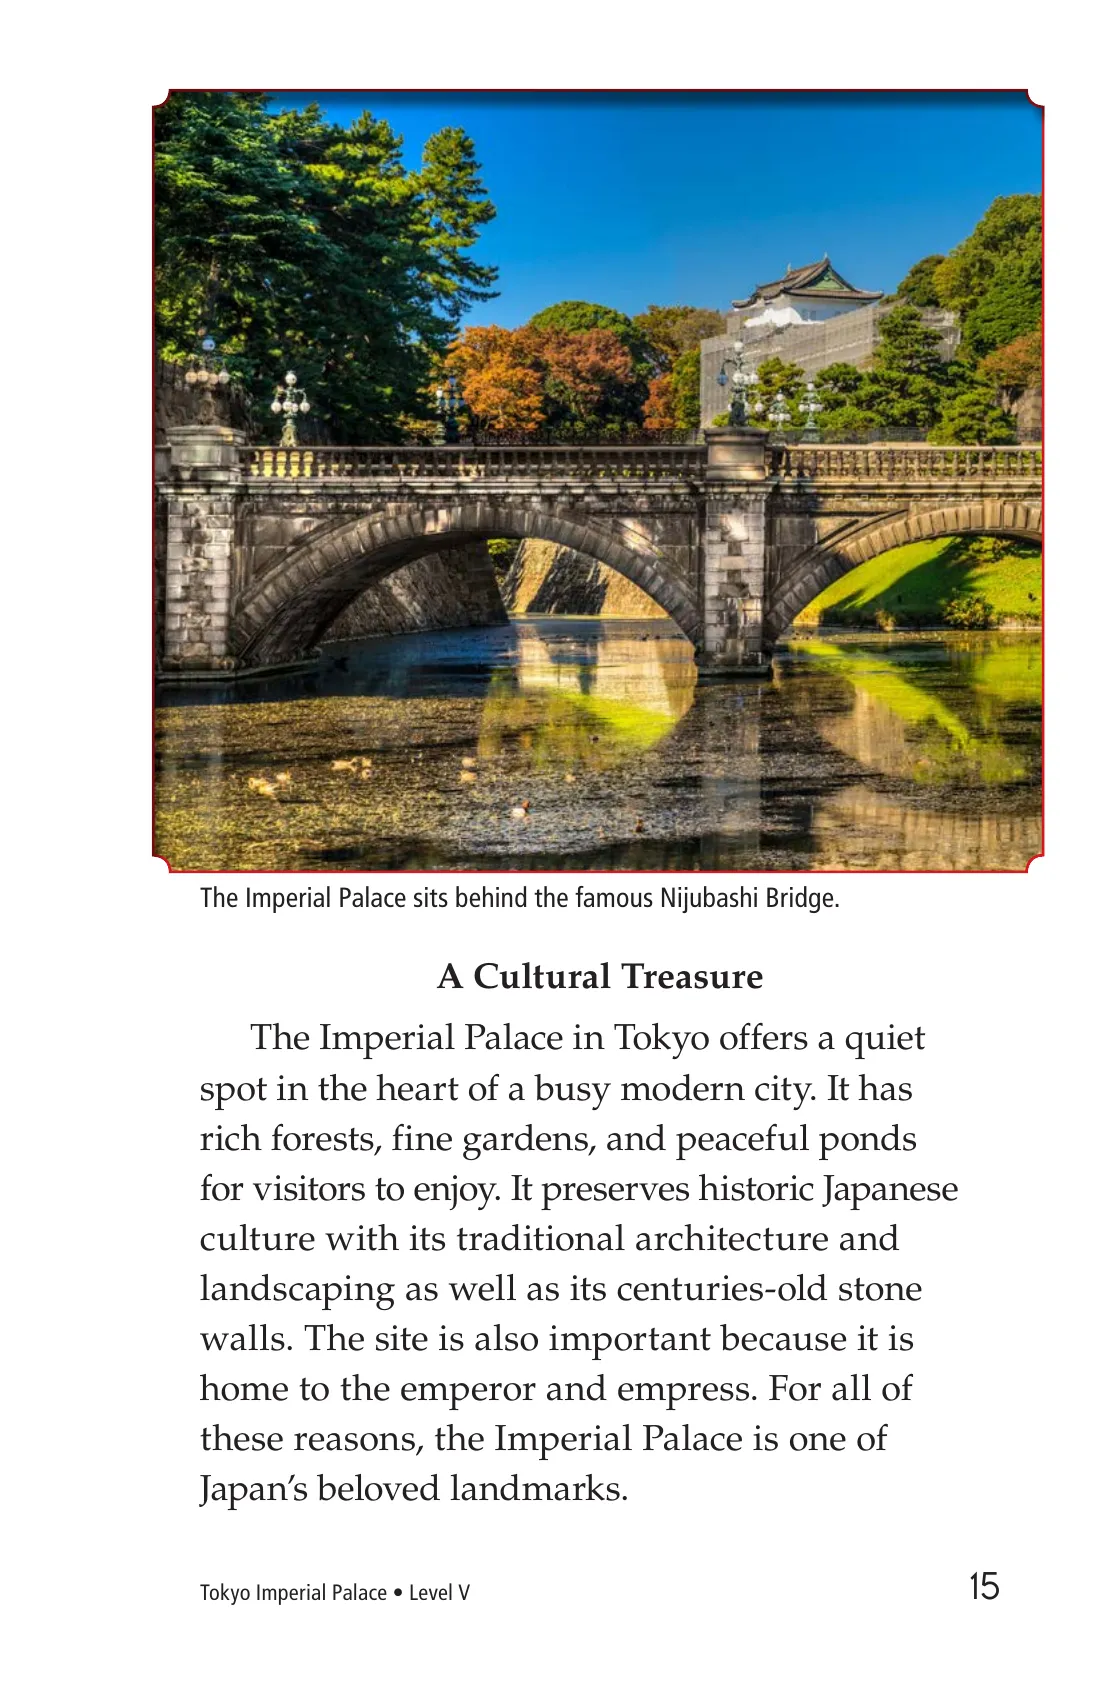 The Imperial Palace sits behind the famous Nijubashi Bridge.
A Cultural Treasure
The Imperial Palace in Tokyo offers a quiet
spot in the heart of a busy modern city. It has
rich forests, fine gardens, and peaceful ponds
for visitors to enjoy. It preserves historic Japanese
culture with its traditional architecture and
landscaping as well as its centuries-old stone
walls. The site is also important because it is
home to the emperor and empress. For all of
these reasons, the Imperial Palace is one of
Japan’s beloved landmarks.
Tokyo Imperial Palace • Level V
15